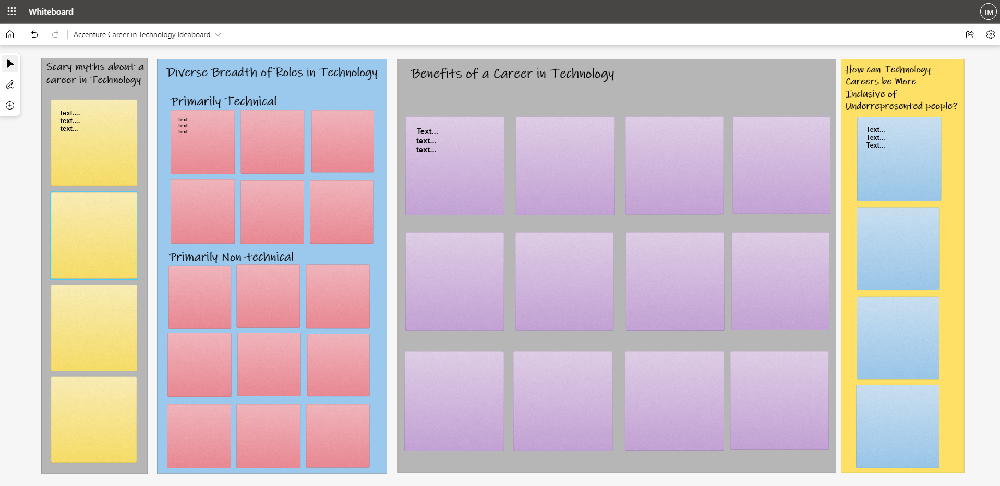 Whiteboard
TM
Accenture Career in Technology Ideaboard
Scary myths about a
career in Technology
text....
text....
text...
Diverse Breadth of Roles in Technology
Primarily Technical
Text...
Text...
Text...
Primarily Non-technical
Benefits of a Career in Technology
Text...
text...
text...
How can Technology
Careers be More
Inclusive of
Underrepresented people?
Text...
Text...
Text...